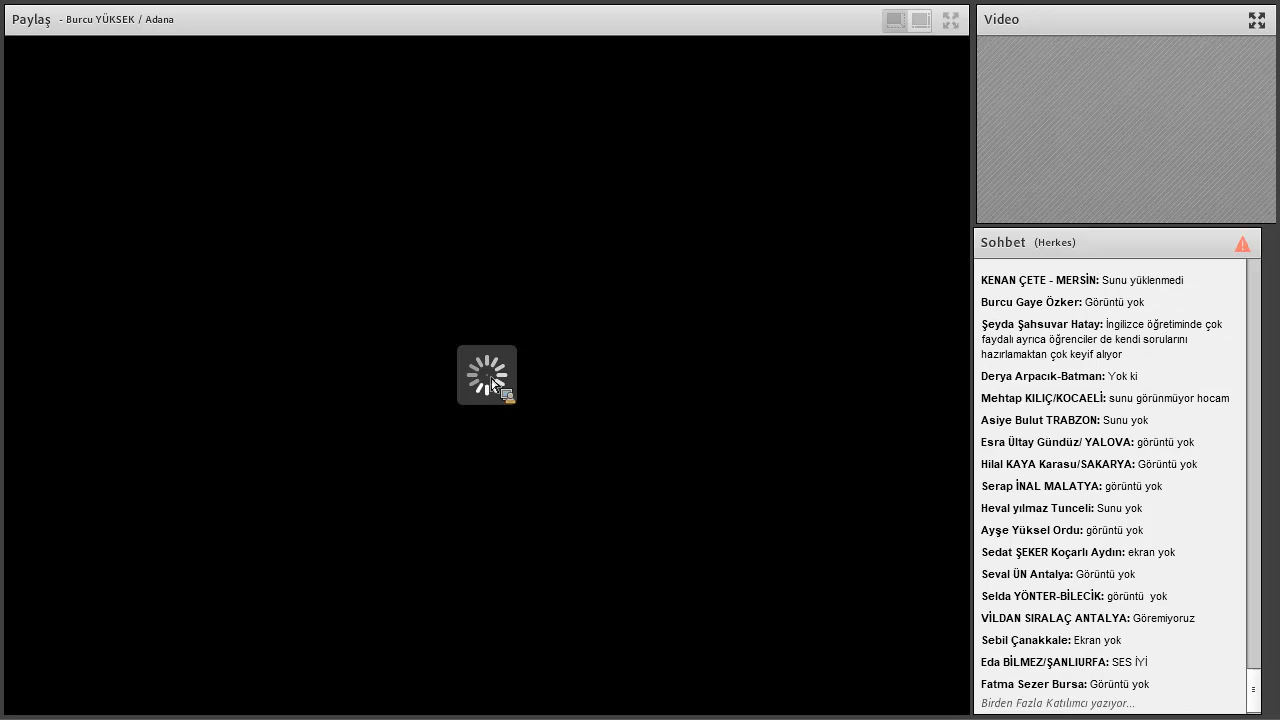 Paylaş - Burcu YÜKSEK / Adana
Video
Sohbet (Herkes)
KENAN ÇETE - MERSİN: Sunu yüklenmedi
Burcu Gaye Özker: Görüntü yok
Şeyda Şahsuvar Hatay: İngilizce öğretiminde çok
faydalı ayrıca öğrenciler de kendi sorularını
hazırlamaktan çok keyif alıyor
Derya Arpacık-Batman: Yok ki
Mehtap KILIÇ/KOCAELİ: sunu görünmüyor hocam
Asiye Bulut TRABZON: Sunu yok
Esra Ültay Gündüz/ YALOVA: görüntü yok
Hilal KAYA Karasu/SAKARYA: Görüntü yok
Serap İNAL MALATYA: görüntü yok
Heval yılmaz Tunceli: Sunu yok
Ayşe Yüksel Ordu: görüntü yok
Sedat ŞEKER Koçarlı Aydın: ekran yok
Seval ÜN Antalya: Görüntü yok
Selda YÖNTER-BİLECİK: görüntü  yok
VİLDAN SIRALAÇ ANTALYA: Göremiyoruz
Sebil Çanakkale: Ekran yok
Eda BİLMEZ/ŞANLIURFA: SES İYİ
Fatma Sezer Bursa: Görüntü yok
Birden Fazla Katılımcı yazıyor...